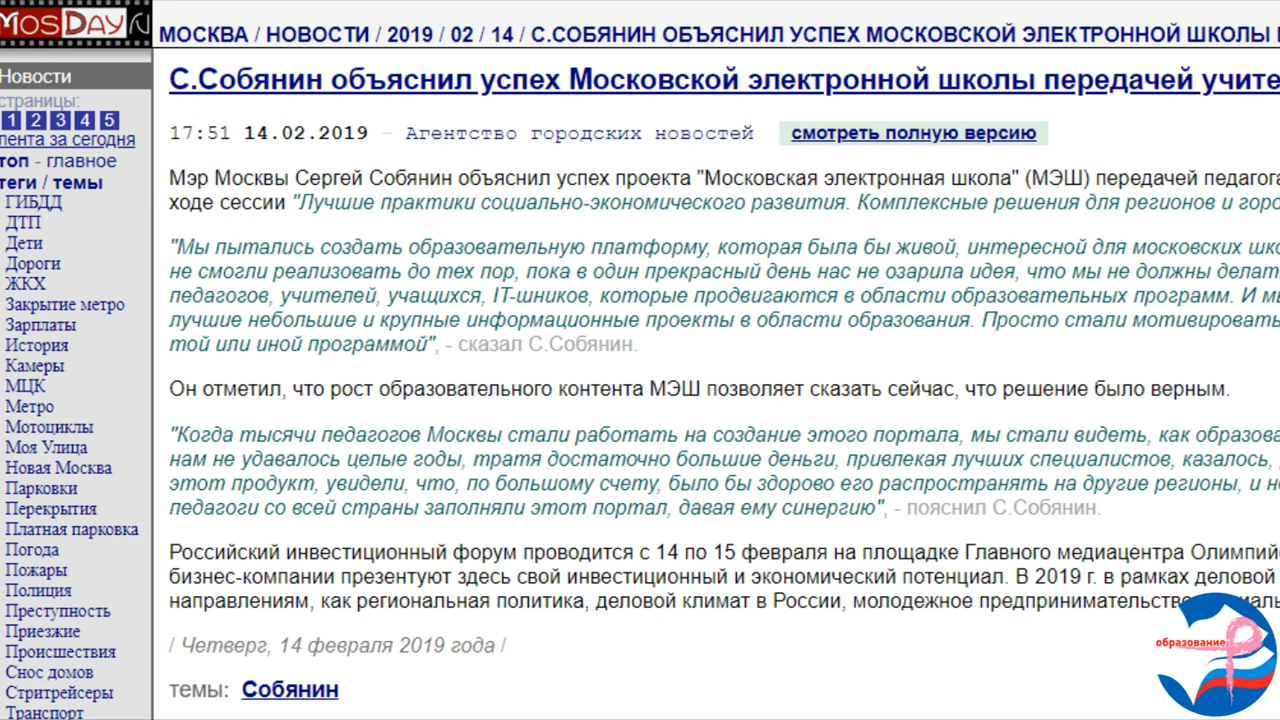 MosDay
МОСКВА / НОВОСТИ / 2019 / 02 / 14 / С.СОБЯНИН ОБЪЯСНИЛ УСПЕХ МОСКОВСКОЙ ЭЛЕКТРОННОЙ ШКОЛЫ
Новости
страницы:
1 2 3 4 5
лента за сегодня
топ - главное
теги / темы
ГИБДД
ДТП
Дети
Дороги
ЖКХ
Закрытие метро
Зарплаты
История
Камеры
МЦК
Метро
Мотоциклы
Моя Улица
Новая Москва
Парковки
Перекрытия
Платная парковка
Погода
Пожары
Полиция
Преступность
Приезжие
Происшествия
Снос домов
Стритрейсеры
Транспорт
С.Собянин объяснил успех Московской электронной школы передачей учите
17:51 14.02.2019 – Агентство городских новостей смотреть полную версию
Мэр Москвы Сергей Собянин объяснил успех проекта "Московская электронная школа" (МЭШ) передачей педагога
ходе сессии "Лучшие практики социально-экономического развития. Комплексные решения для регионов и горо
"Мы пытались создать образовательную платформу, которая была бы живой, интересной для московских шко
не смогли реализовать до тех пор, пока в один прекрасный день нас не озарила идея, что мы не должны делат
педагогов, учителей, учащихся, IT-шников, которые продвигаются в области образовательных программ. И мы
лучшие небольшие и крупные информационные проекты в области образования. Просто стали мотивировать
той или иной программой", - сказал С.Собянин.
Он отметил, что рост образовательного контента МЭШ позволяет сказать сейчас, что решение было верным.
"Когда тысячи педагогов Москвы стали работать на создание этого портала, мы стали видеть, как образова
нам не удавалось целые годы, тратя достаточно большие деньги, привлекая лучших специалистов, казалось,
этот продукт, увидели, что, по большому счету, было бы здорово его распространять на другие регионы, и
педагоги со всей страны заполняли этот портал, давая ему синергию", - пояснил С.Собянин.
Российский инвестиционный форум проводится с 14 по 15 февраля на площадке Главного медиацентра Олимпий
бизнес-компании презентуют здесь свой инвестиционный и экономический потенциал. В 2019 г. в рамках деловой
направлениям, как региональная политика, деловой климат в России, молодежное предпринимательств
/ Четверг, 14 февраля 2019 года /
темы: Собянин
образование